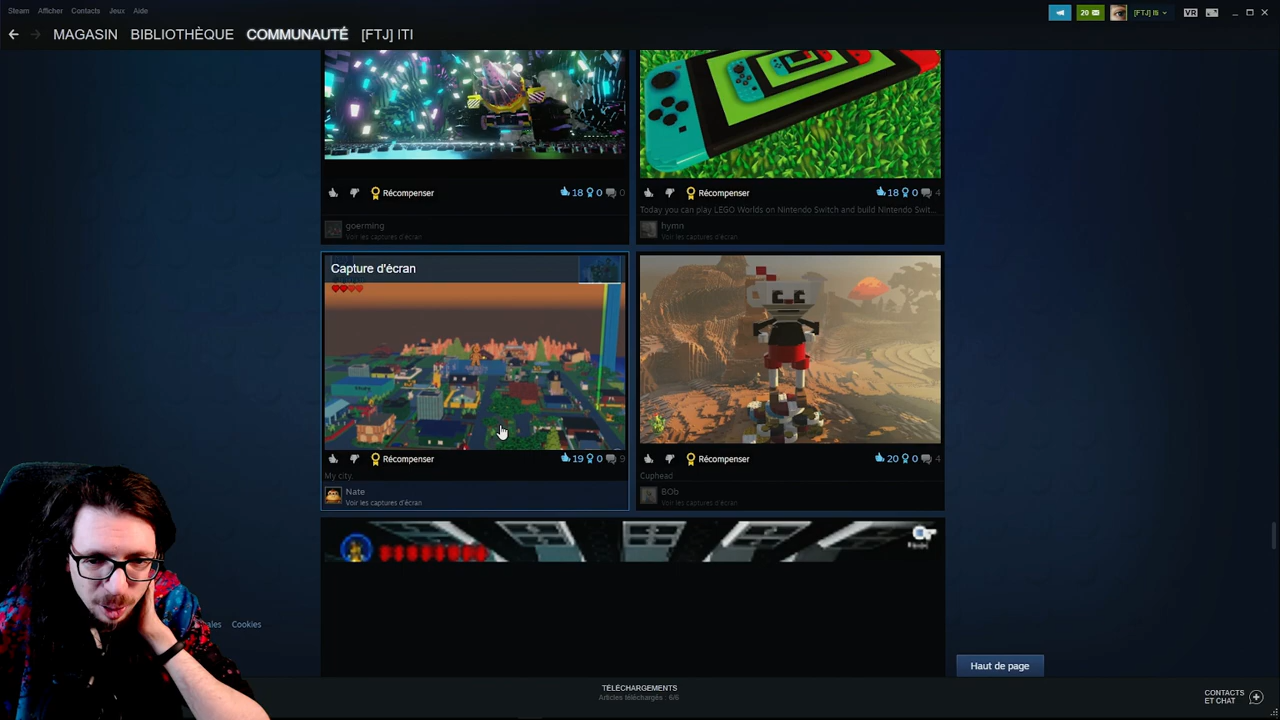 Steam Afficher Contacts Jeux Aide
20
[FTJ] Iti
VR
MAGASIN BIBLIOTHÈQUE COMMUNAUTÉ [FTJ] ITI
Récompenser 18 0 0
goerming
Voir les captures d'écran
Récompenser 18 0 4
Today you can play LEGO Worlds on Nintendo Switch and build Nintendo Swit...
hymn
Voir les captures d'écran
Capture d'écran
Récompenser 19 0 9
My city.
Nate
Voir les captures d'écran
Récompenser 20 0 4
Cuphead
BOb
Voir les captures d'écran
ales Cookies
Haut de page
TÉLÉCHARGEMENTS
Articles téléchargés : 6/6
CONTACTS
ET CHAT